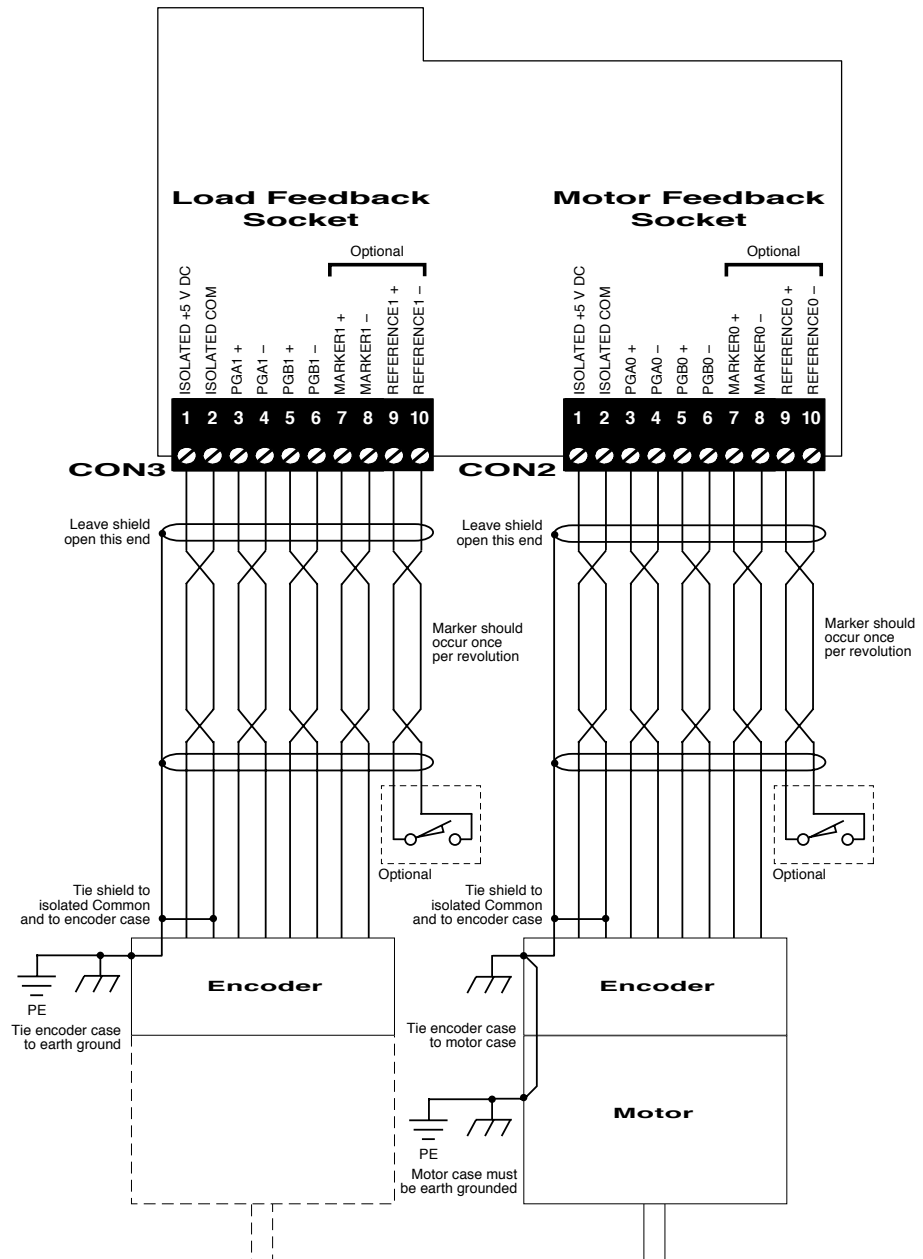 Load Feedback
Socket
Optional
ISOLATED +5 V DC
ISOLATED COM
PGA1 +
PGA1 –
PGB1 +
PGB1 –
MARKER1 +
MARKER1 –
REFERENCE1 +
REFERENCE1 –
1 2 3 4 5 6 7 8 9 10
CON3
Motor Feedback
Socket
Optional
ISOLATED +5 V DC
ISOLATED COM
PGA0 +
PGA0 –
PGB0 +
PGB0 –
MARKER0 +
MARKER0 –
REFERENCE0 +
REFERENCE0 –
1 2 3 4 5 6 7 8 9 10
CON2
Leave shield
open this end
Marker should
occur once
per revolution
Optional
Tie shield to
isolated Common
and to encoder case
Encoder
PE
Tie encoder case
to earth ground
Leave shield
open this end
Marker should
occur once
per revolution
Optional
Tie shield to
isolated Common
and to encoder case
Encoder
Tie encoder case
to motor case
Motor
PE
Motor case must
be earth grounded